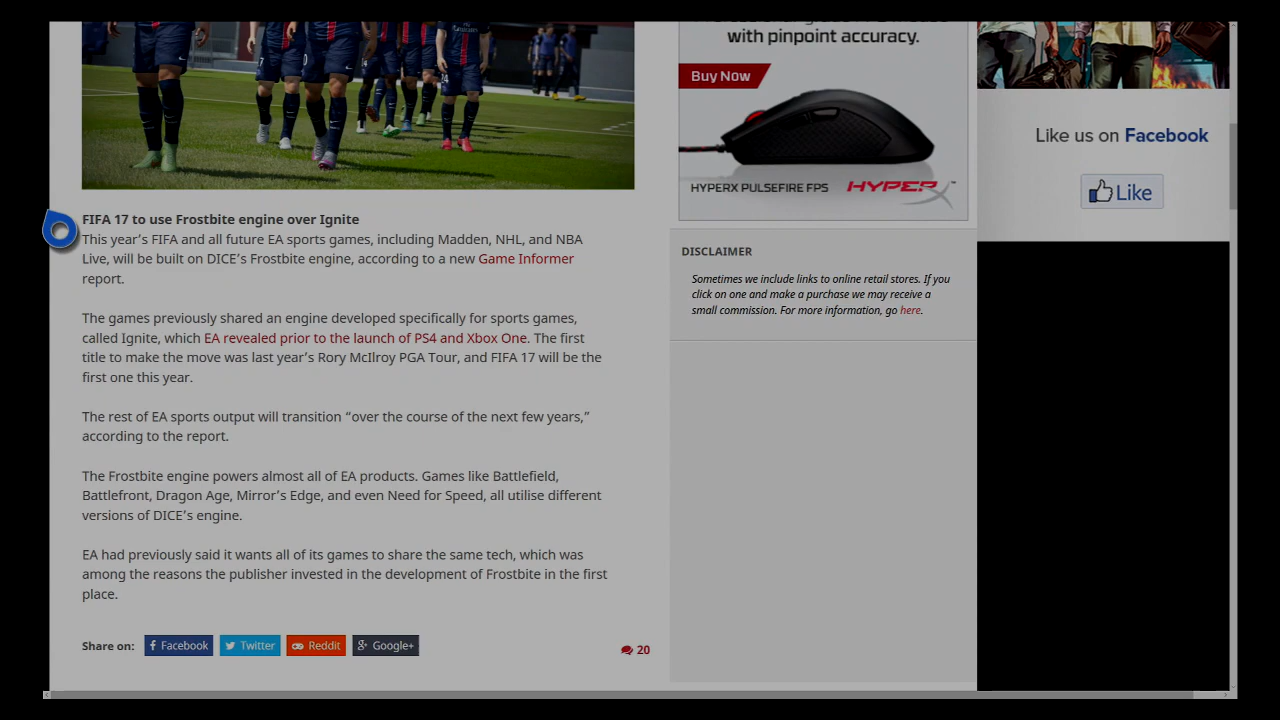 with pinpoint accuracy.
Buy Now
HYPERX PULSEFIRE FPS
HYPERX
™
Like us on Facebook
Like
FIFA 17 to use Frostbite engine over Ignite
This year’s FIFA and all future EA sports games, including Madden, NHL, and NBA
Live, will be built on DICE’s Frostbite engine, according to a new Game Informer
report.
The games previously shared an engine developed specifically for sports games,
called Ignite, which EA revealed prior to the launch of PS4 and Xbox One. The first
title to make the move was last year’s Rory McIlroy PGA Tour, and FIFA 17 will be the
first one this year.
The rest of EA sports output will transition “over the course of the next few years,”
according to the report.
The Frostbite engine powers almost all of EA products. Games like Battlefield,
Battlefront, Dragon Age, Mirror’s Edge, and even Need for Speed, all utilise different
versions of DICE’s engine.
EA had previously said it wants all of its games to share the same tech, which was
among the reasons the publisher invested in the development of Frostbite in the first
place.
Share on: Facebook Twitter Reddit Google+
20
DISCLAIMER
Sometimes we include links to online retail stores. If you
click on one and make a purchase we may receive a
small commission. For more information, go here.